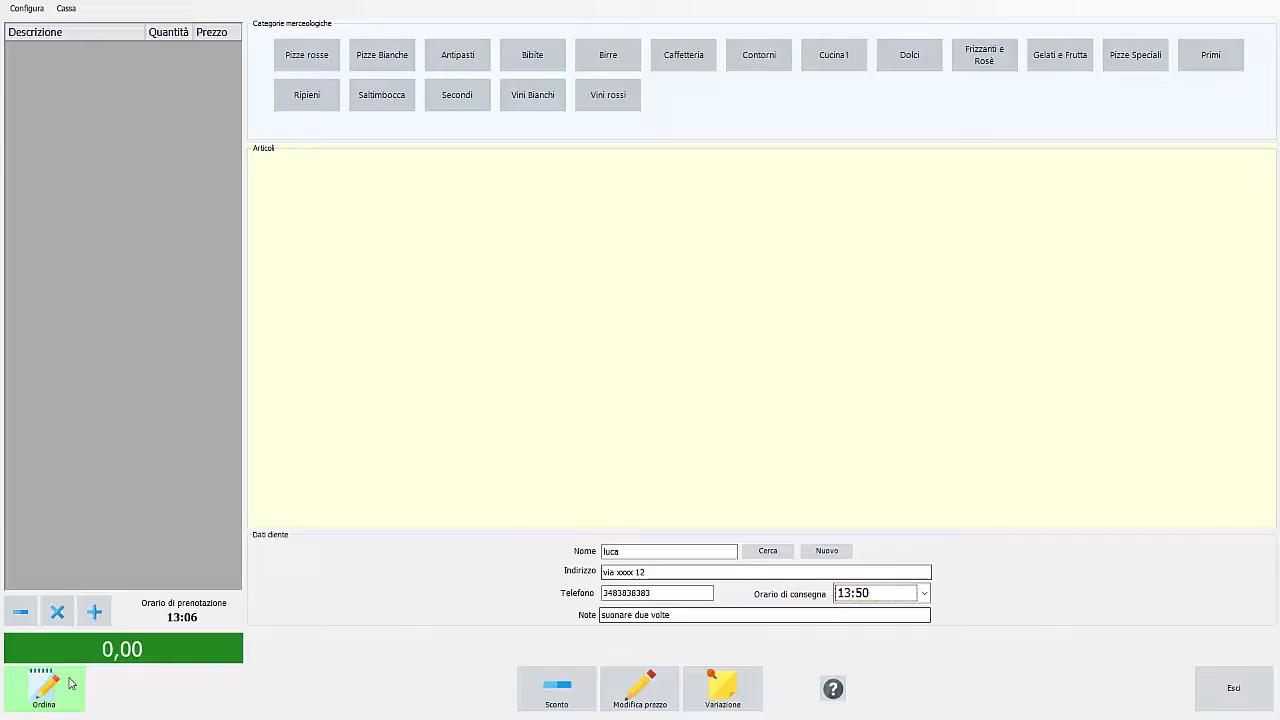 Configura Cassa
Descrizione Quantità Prezzo
Categorie merceologiche
Pizze rosse Pizze Bianche Antipasti Bibite Birre Caffetteria Contorni Cucina1 Dolci Frizzanti e Rosè Gelati e Frutta Pizze Speciali Primi
Ripieni Saltimbocca Secondi Vini Bianchi Vini rossi
Articoli
Dati cliente
Nome luca Cerca Nuovo
Indirizzo via xxxx 12
Telefono 3483838383 Orario di consegna 13:50
Note suonare due volte
Orario di prenotazione
13:06
0,00
Ordina Sconto Modifica prezzo Variazione ? Esci